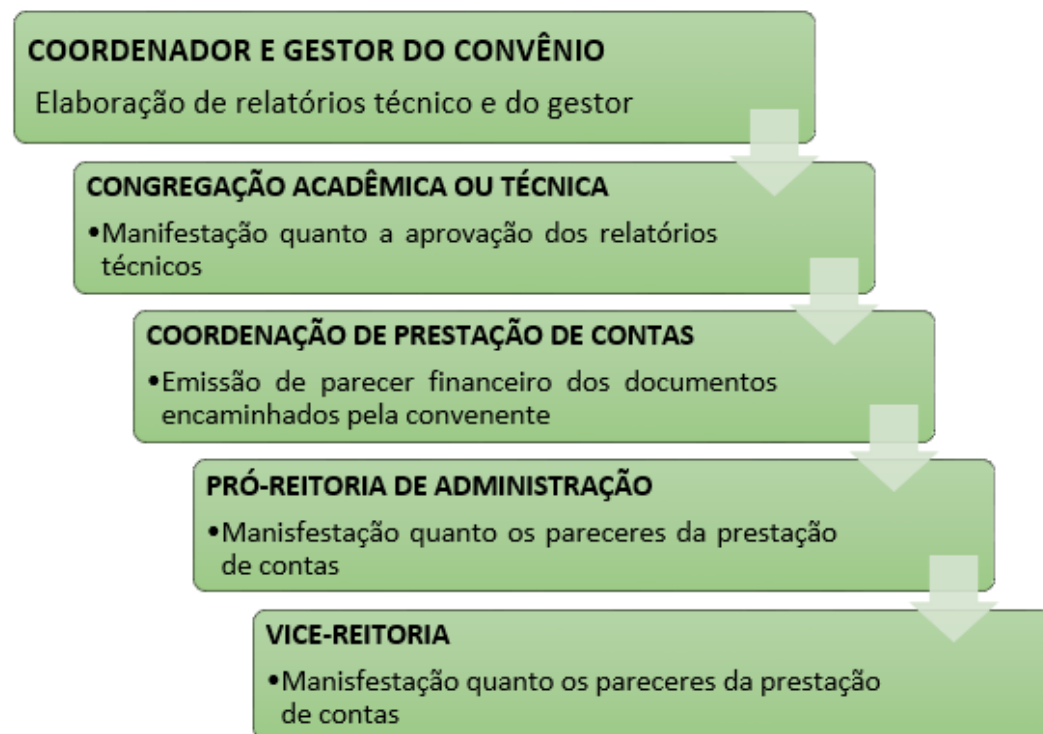 COORDENADOR E GESTOR DO CONVÊNIO
Elaboração de relatórios técnico e do gestor
CONGREGAÇÃO ACADÊMICA OU TÉCNICA
•Manifestação quanto a aprovação dos relatórios
técnicos
COORDENAÇÃO DE PRESTAÇÃO DE CONTAS
•Emissão de parecer financeiro dos documentos
encaminhados pela convenente
PRÓ-REITORIA DE ADMINISTRAÇÃO
•Manisfestação quanto os pareceres da prestação
de contas
VICE-REITORIA
•Manisfestação quanto os pareceres da prestação
de contas